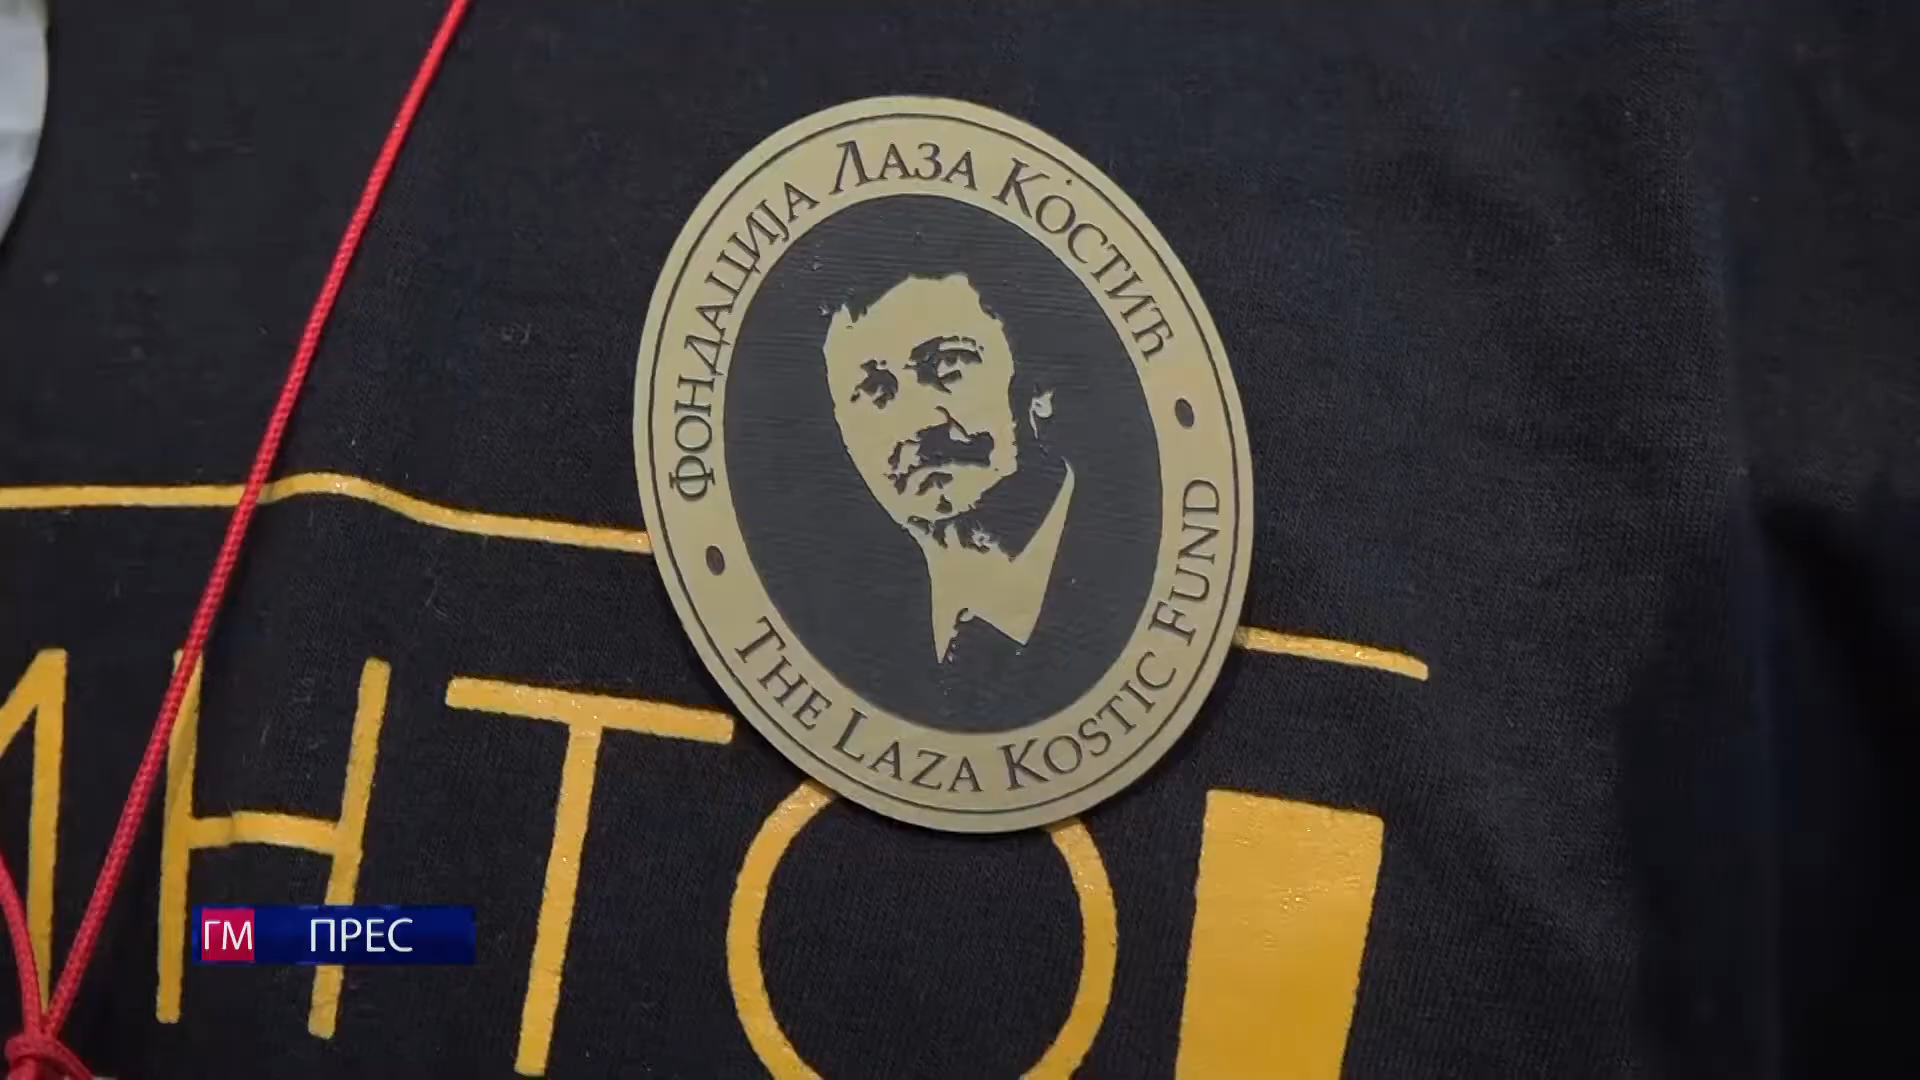 ФОНДАЦИЈА ЛАЗА КОСТИЋ
THE LAZA KOSTIC FUND
ГМ ПРЕС